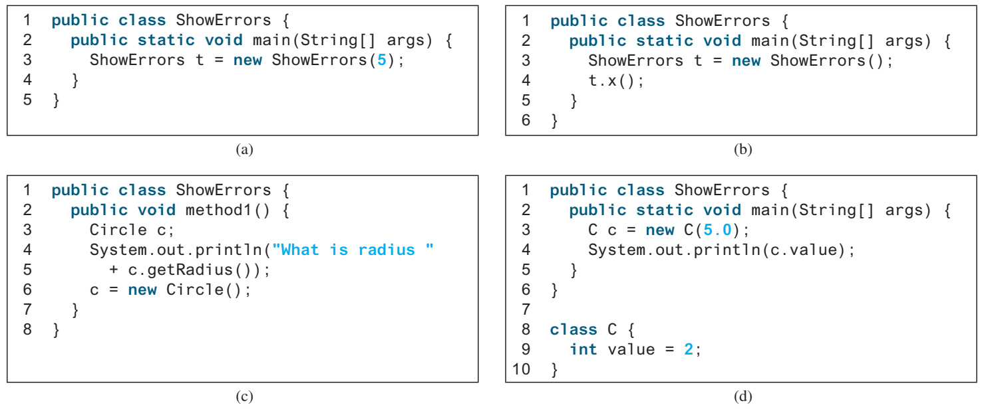 1 public class ShowErrors {
2   public static void main(String[] args) {
3     ShowErrors t = new ShowErrors(5);
4   }
5 }
(a)
1 public class ShowErrors {
2   public static void main(String[] args) {
3     ShowErrors t = new ShowErrors();
4     t.x();
5   }
6 }
(b)
1 public class ShowErrors {
2   public void method1() {
3     Circle c;
4     System.out.println("What is radius "
5       + c.getRadius());
6     c = new Circle();
7   }
8 }
(c)
1 public class ShowErrors {
2   public static void main(String[] args) {
3     C c = new C(5.0);
4     System.out.println(c.value);
5   }
6 }
7
8 class C {
9   int value = 2;
10 }
(d)